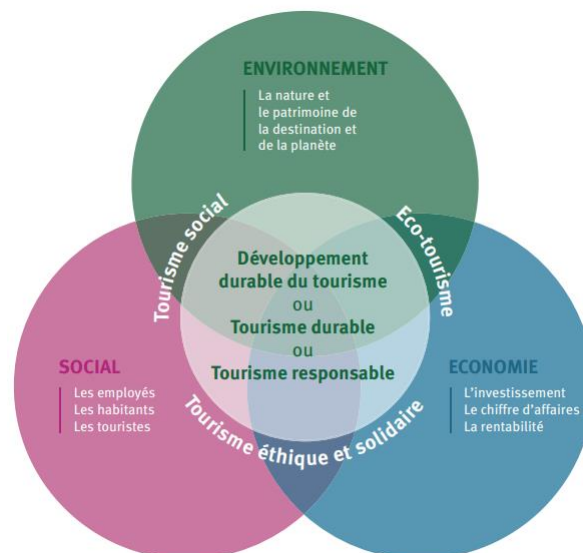 ENVIRONNEMENT
La nature et
le patrimoine de
la destination et
de la planète
Tourisme social
Eco-tourisme
Développement
durable du tourisme
ou
Tourisme durable
ou
Tourisme responsable
SOCIAL
Les employés
Les habitants
Les touristes
ECONOMIE
L'investissement
Le chiffre d'affaires
La rentabilité
Tourisme éthique et solidaire